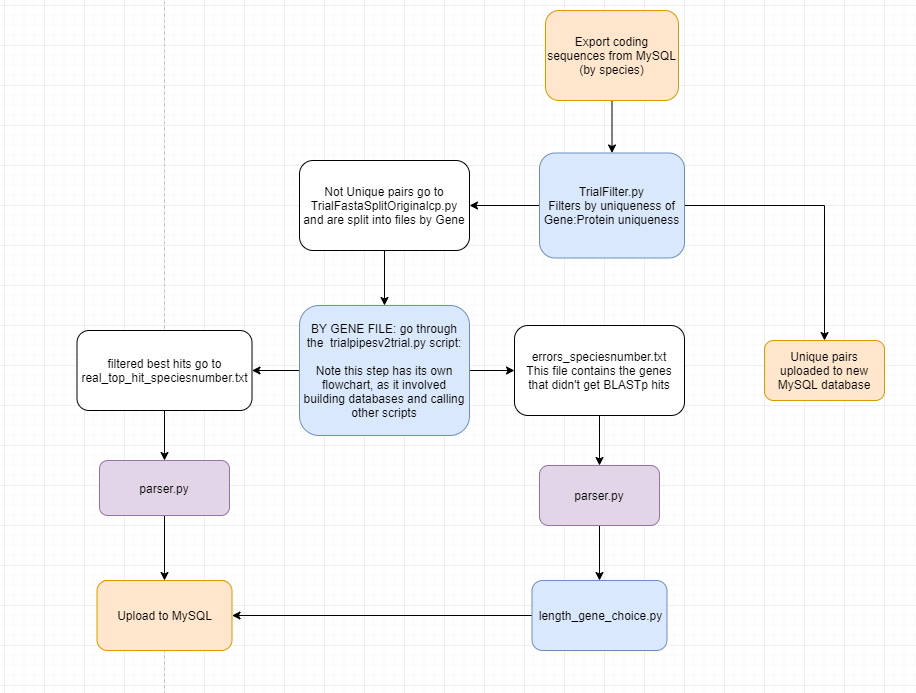 Export coding
sequences from MySQL
(by species)
Not Unique pairs go to
TrialFastaSplitOriginalcp.py
and are split into files by Gene
TrialFilter.py
Filters by uniqueness of
Gene:Protein uniqueness
BY GENE FILE: go through
the trialpipesv2trial.py script:
Note this step has its own
flowchart, as it involved
building databases and calling
other scripts
filtered best hits go to
real_top_hit_speciesnumber.txt
errors_speciesnumber.txt
This file contains the genes
that didn't get BLASTp hits
Unique pairs
uploaded to new
MySQL database
parser.py
parser.py
Upload to MySQL
length_gene_choice.py